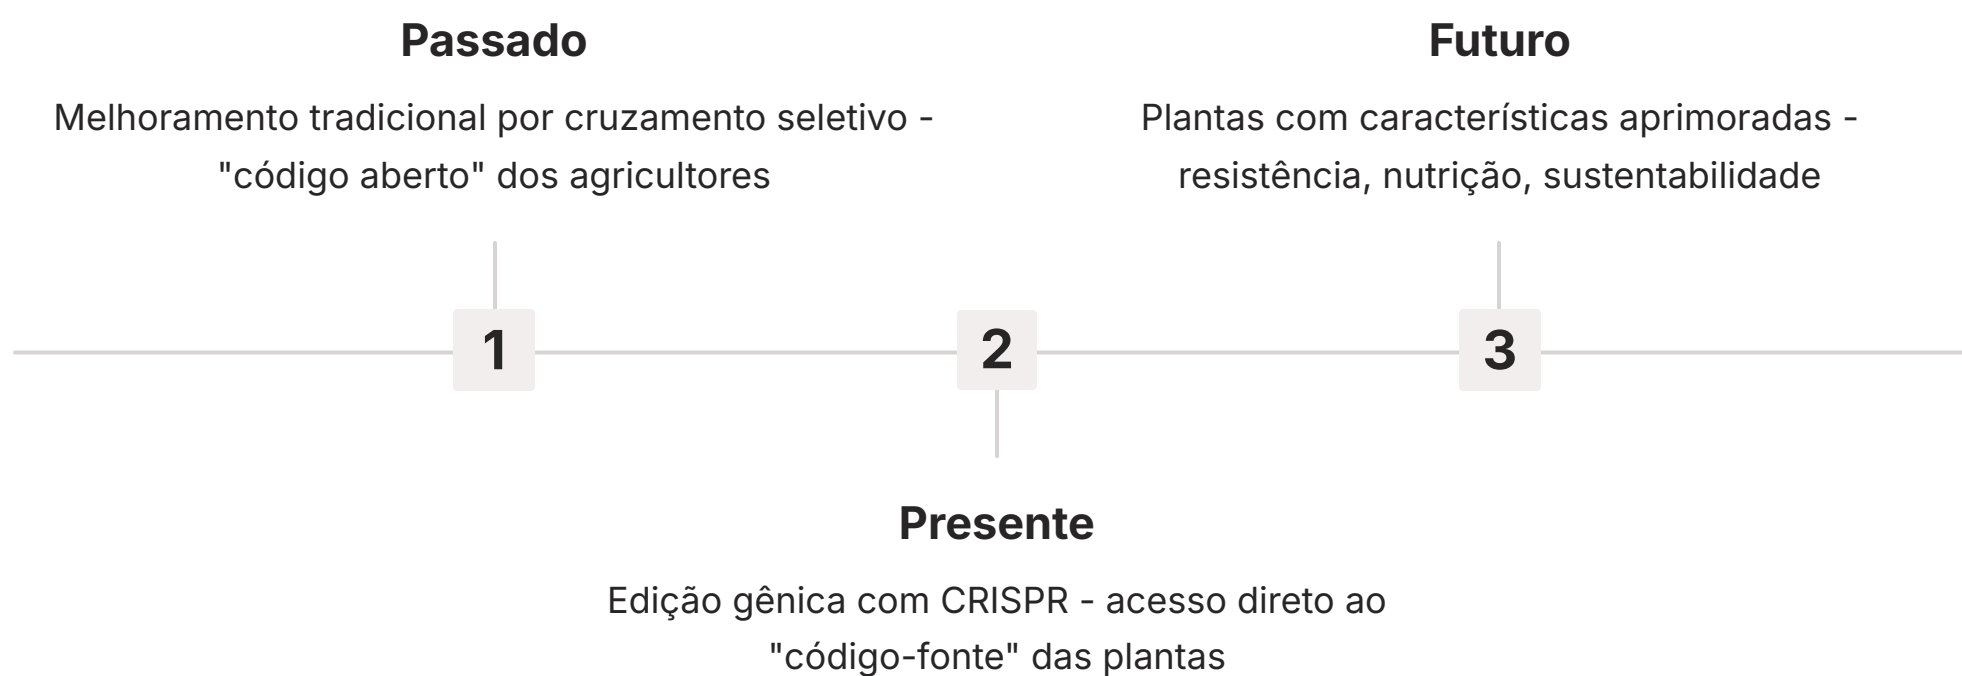 Passado
Melhoramento tradicional por cruzamento seletivo -
"código aberto" dos agricultores
Futuro
Plantas com características aprimoradas -
resistência, nutrição, sustentabilidade
1
2
3
Presente
Edição gênica com CRISPR - acesso direto ao
"código-fonte" das plantas